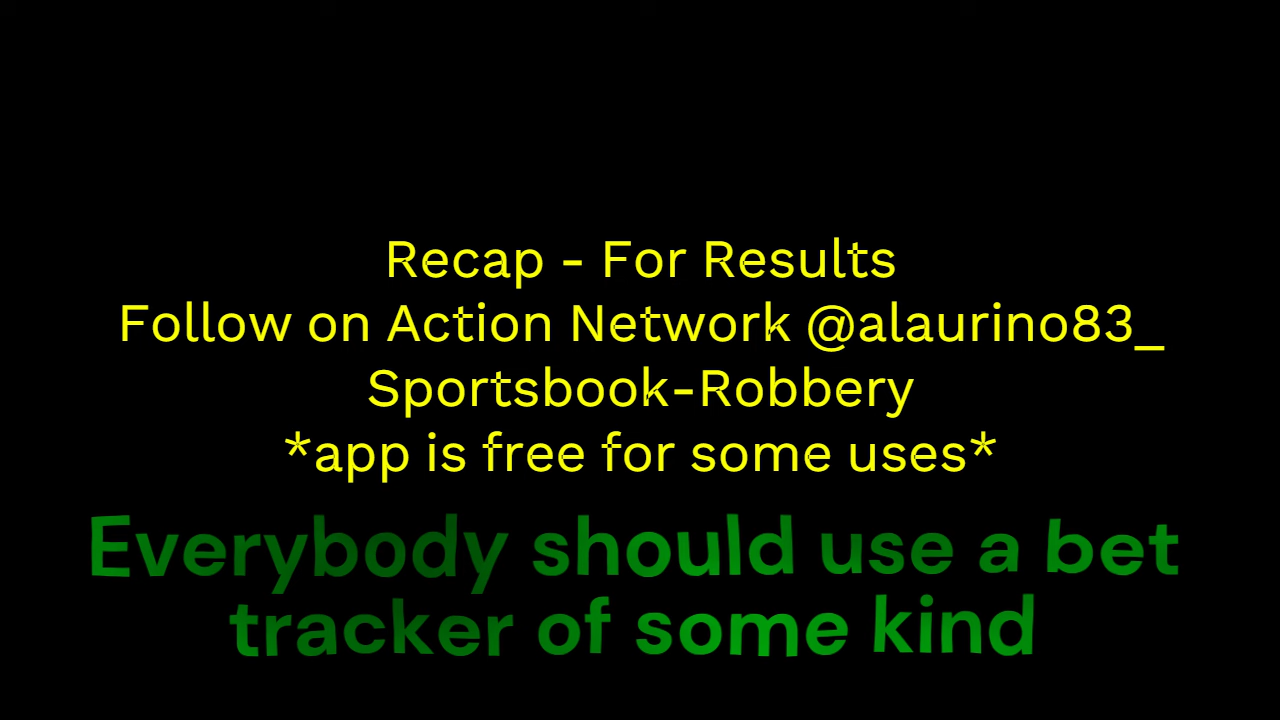 Recap - For Results
Follow on Action Network @alaurino83_
Sportsbook-Robbery
*app is free for some uses*
Everybody should use a bet
tracker of some kind